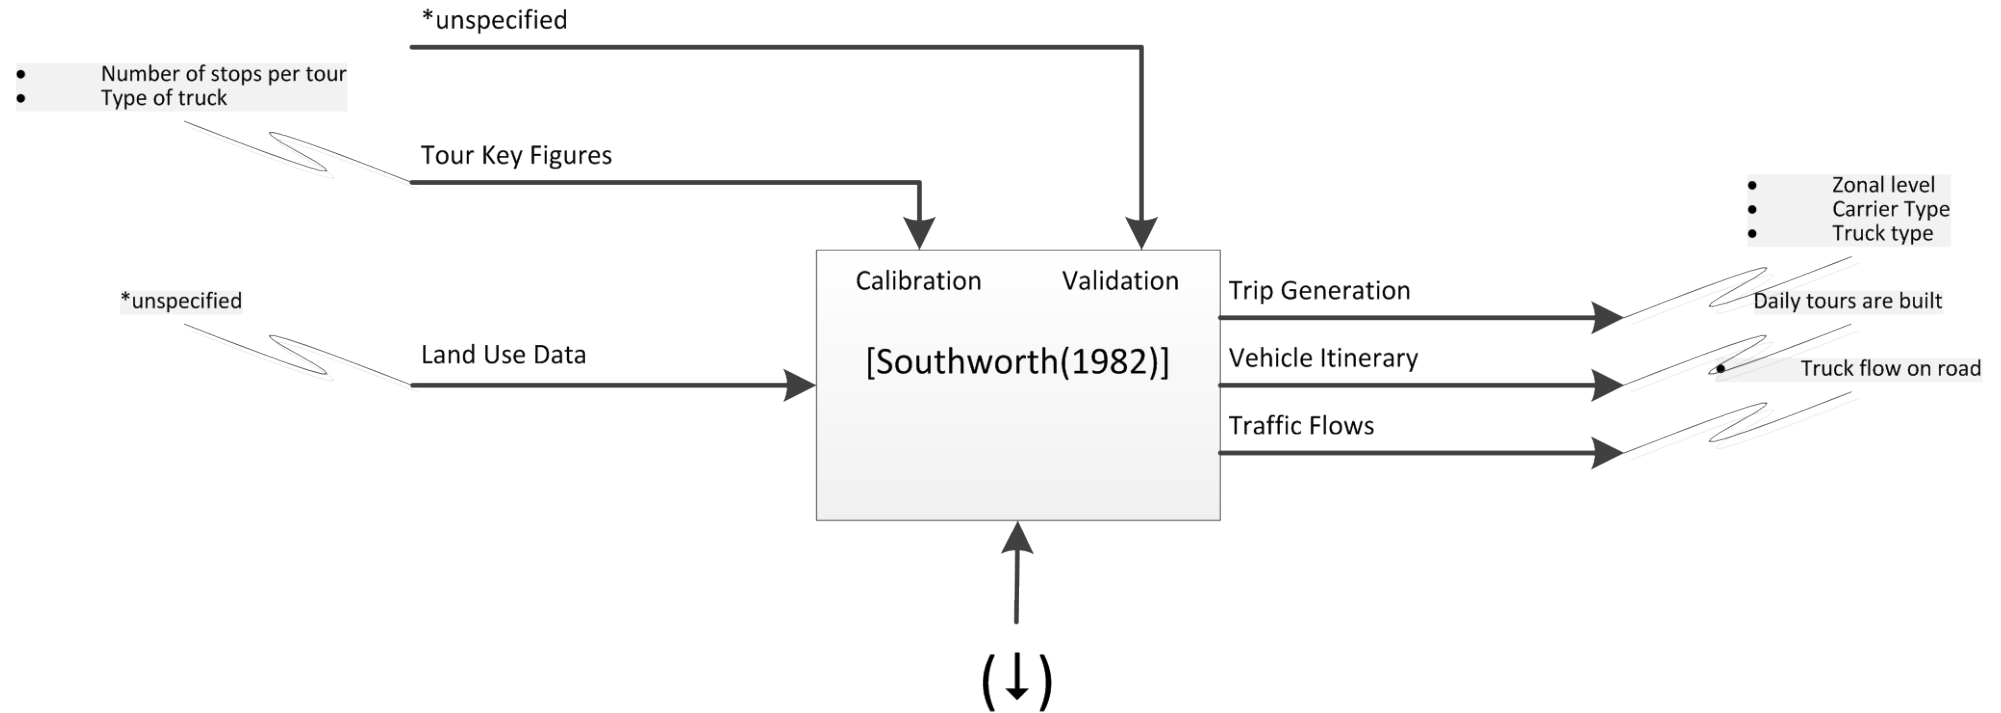 *unspecified
• Number of stops per tour
• Type of truck
Tour Key Figures
*unspecified
Land Use Data
Calibration
Validation
[Southworth(1982)]
Trip Generation
Vehicle Itinerary
Traffic Flows
• Zonal level
• Carrier Type
• Truck type
Daily tours are built
• Truck flow on road
(↓)